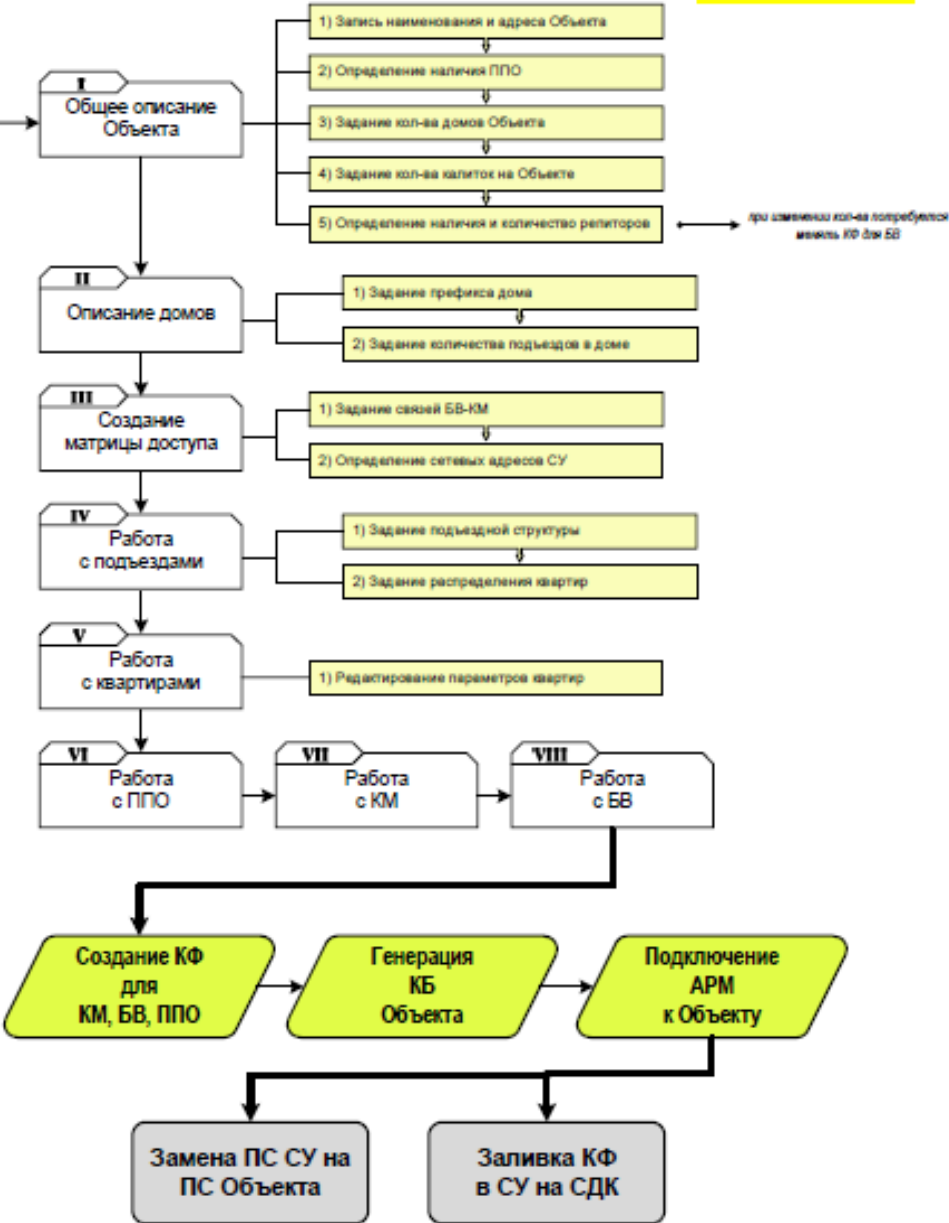 I
Общее описание
Объекта
1) Запись наименования и адреса Объекта
2) Определение наличия ППО
3) Задание кол-ва домов Объекта
4) Задание кол-ва калиток на Объекте
5) Определение наличия и количество репиторов
при изменении кол-ва потребуется
менять КФ для БВ
II
Описание домов
1) Задание префикса дома
2) Задание количества подъездов в доме
III
Создание
матрицы доступа
1) Задание связей БВ-КМ
2) Определение сетевых адресов СУ
IV
Работа
с подъездами
1) Задание подъездной структуры
2) Задание распределения квартир
V
Работа
с квартирами
1) Редактирование параметров квартир
VI
Работа
с ППО
VII
Работа
с КМ
VIII
Работа
с БВ
Создание КФ
для
КМ, БВ, ППО
Генерация
КБ
Объекта
Подключение
АРМ
к Объекту
Замена ПС СУ на
ПС Объекта
Заливка КФ
в СУ на СДК